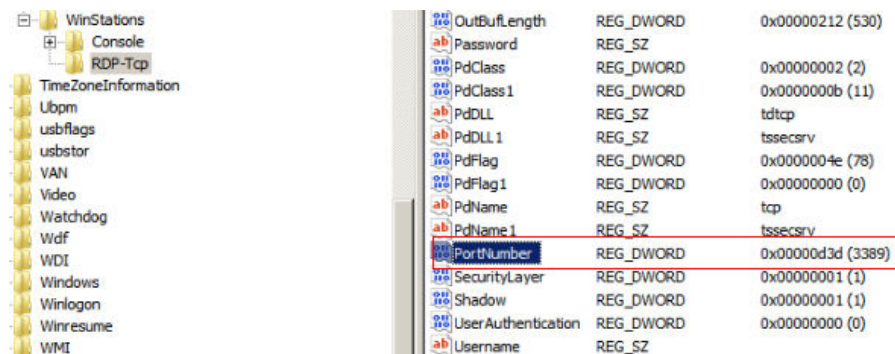 WinStations
Console
RDP-Tcp
TimeZoneInformation
Ubpm
usbflags
usbstor
VAN
Video
Watchdog
Wdf
WDI
Windows
Winlogon
Winresume
WMI
OutBufLength REG_DWORD 0x00000212 (530)
Password REG_SZ
PdClass REG_DWORD 0x00000002 (2)
PdClass1 REG_DWORD 0x0000000b (11)
PdDLL REG_SZ tdtcp
PdDLL1 REG_SZ tssecsrv
PdFlag REG_DWORD 0x0000004e (78)
PdFlag1 REG_DWORD 0x00000000 (0)
PdName REG_SZ tcp
PdName1 REG_SZ tssecsrv
PortNumber REG_DWORD 0x00000d3d (3389)
SecurityLayer REG_DWORD 0x00000001 (1)
Shadow REG_DWORD 0x00000001 (1)
UserAuthentication REG_DWORD 0x00000000 (0)
Username REG_SZ